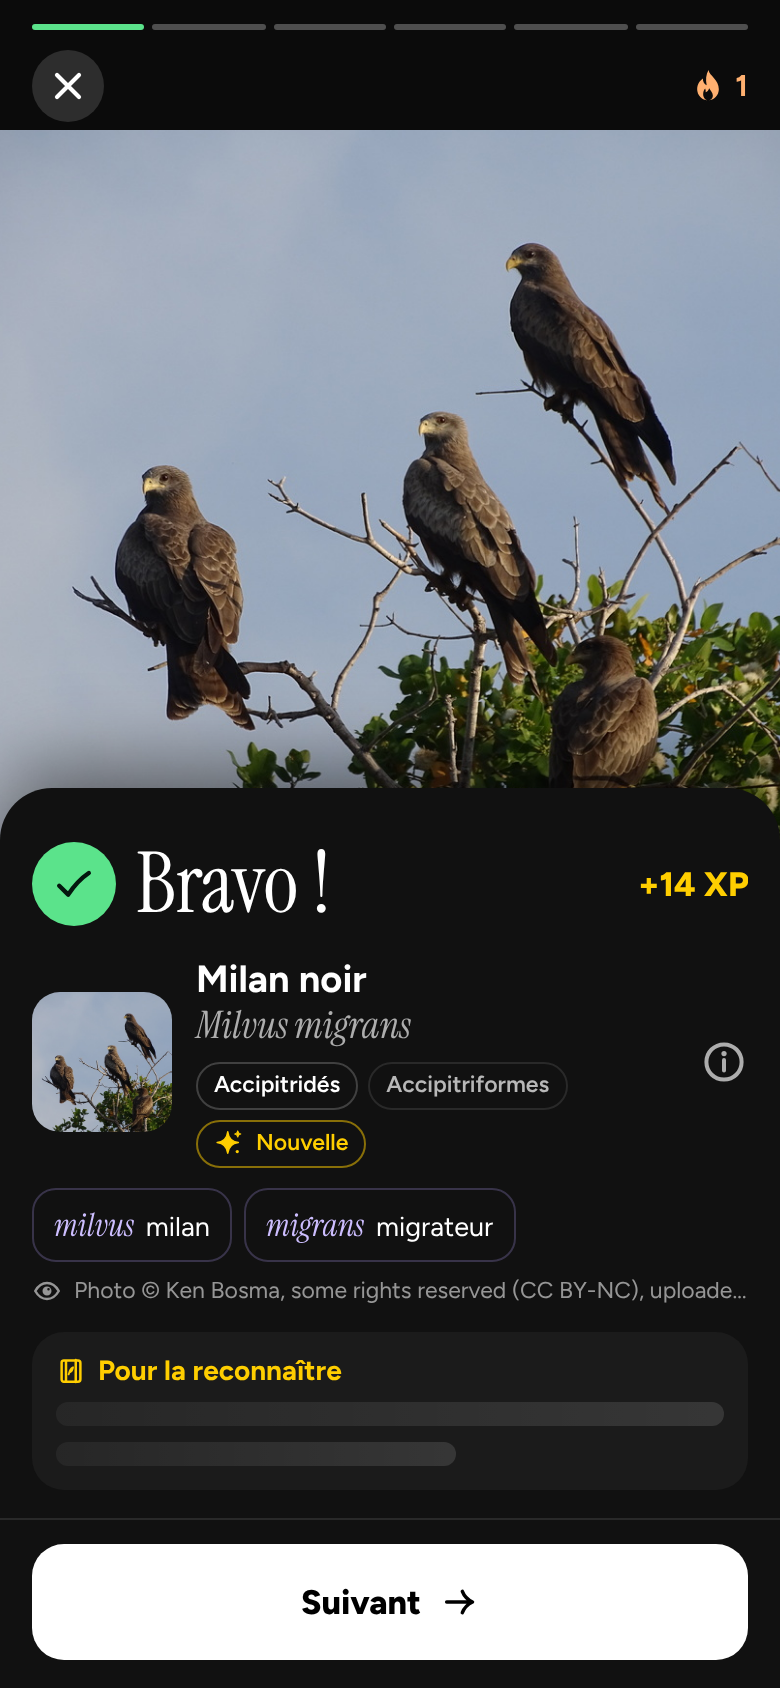 1
Bravo !
+14 XP
Milan noir
Milvus migrans
Accipitridés
Accipitriformes
Nouvelle
milvus milan
migrans migrateur
Photo © Ken Bosma, some rights reserved (CC BY-NC), uploade...
Pour la reconnaître
Suivant